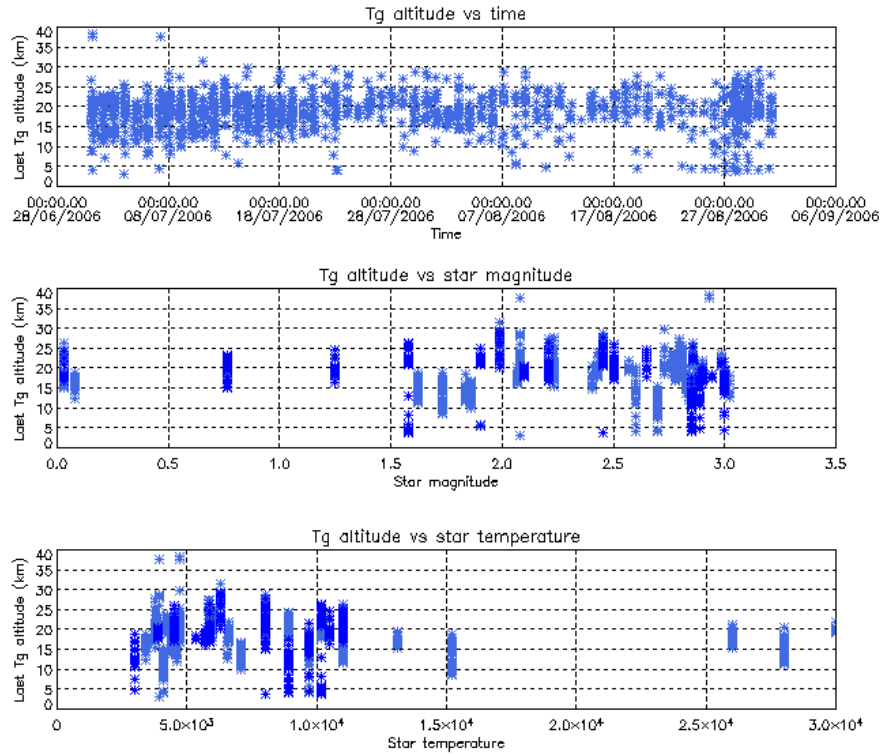 Tg altitude vs time
Last Tg altitude (km)
40
35
30
25
20
15
10
5
0
00:00.00 00:00.00 00:00.00 00:00.00 00:00.00 00:00.00 00:00.00 00:00.00
28/06/2006 08/07/2006 18/07/2006 28/07/2006 07/08/2006 17/08/2006 27/08/2006 06/09/2006
Time
Tg altitude vs star magnitude
Last Tg altitude (km)
40
35
30
25
20
15
10
5
0
0.0 0.5 1.0 1.5 2.0 2.5 3.0 3.5
Star magnitude
Tg altitude vs star temperature
Last Tg altitude (km)
40
35
30
25
20
15
10
5
0
0 5.0×10³ 1.0×10⁴ 1.5×10⁴ 2.0×10⁴ 2.5×10⁴ 3.0×10⁴
Star temperature